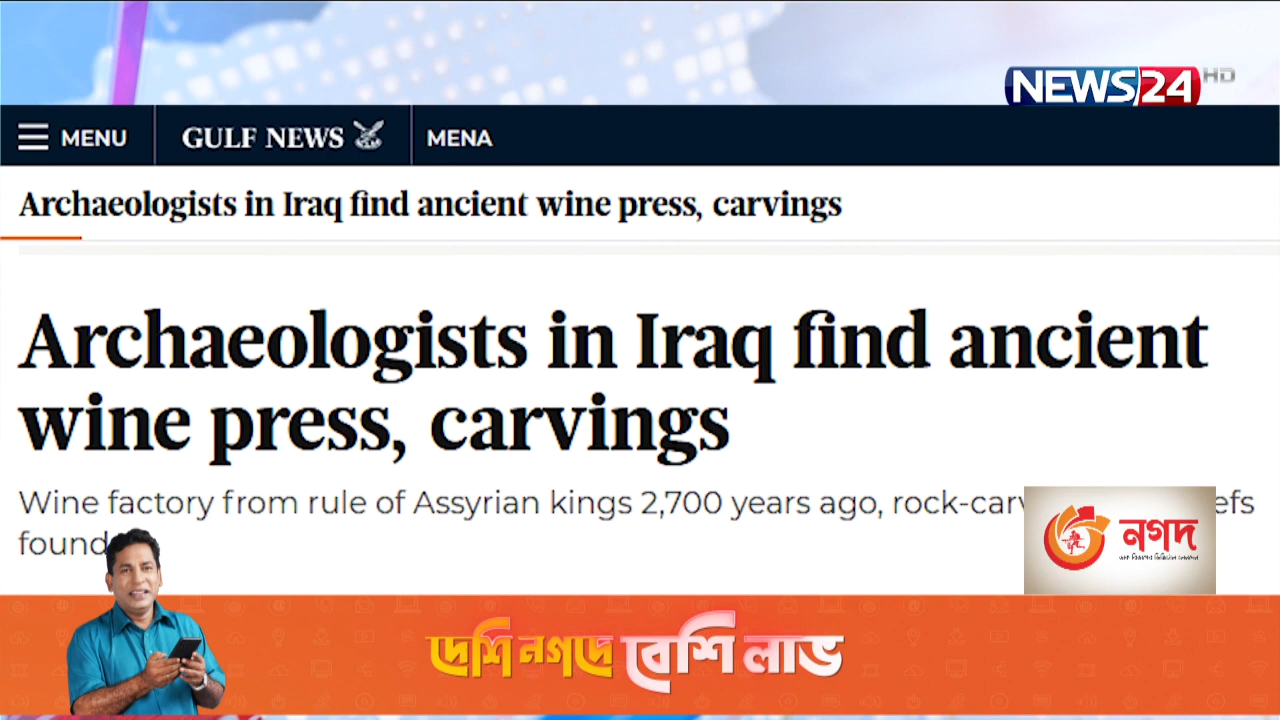 NEWS24 HD
MENU GULF NEWS MENA
Archaeologists in Iraq find ancient wine press, carvings
Archaeologists in Iraq find ancient
wine press, carvings
Wine factory from rule of Assyrian kings 2,700 years ago, rock-carv efs
found
নগদ
দেশি নগদে বেশি লাভ